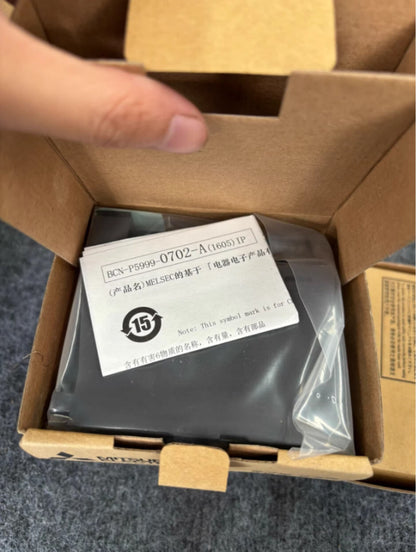 BCN-P5999-0702-A(1605)IP
(产品名)MELSEC的基于「电器电子产品
15
Note: This symbol mark is for C
含有有害6物质的名称, 含有量, 含有部品